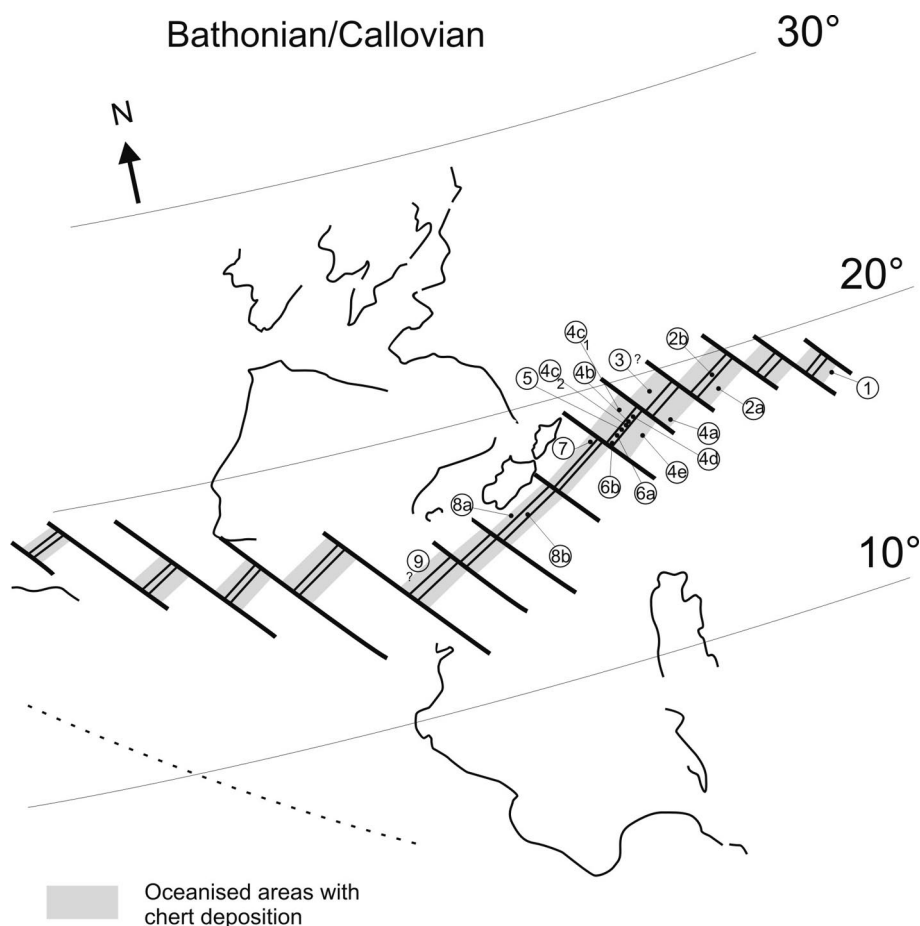 Bathonian/Callovian
30°
N
20°
4c
1
3
?
2b
4c
2
4b
5
1
2a
7
4a
4d
4e
6b
6a
8a
8b
9
?
10°
Oceanised areas with
chert deposition